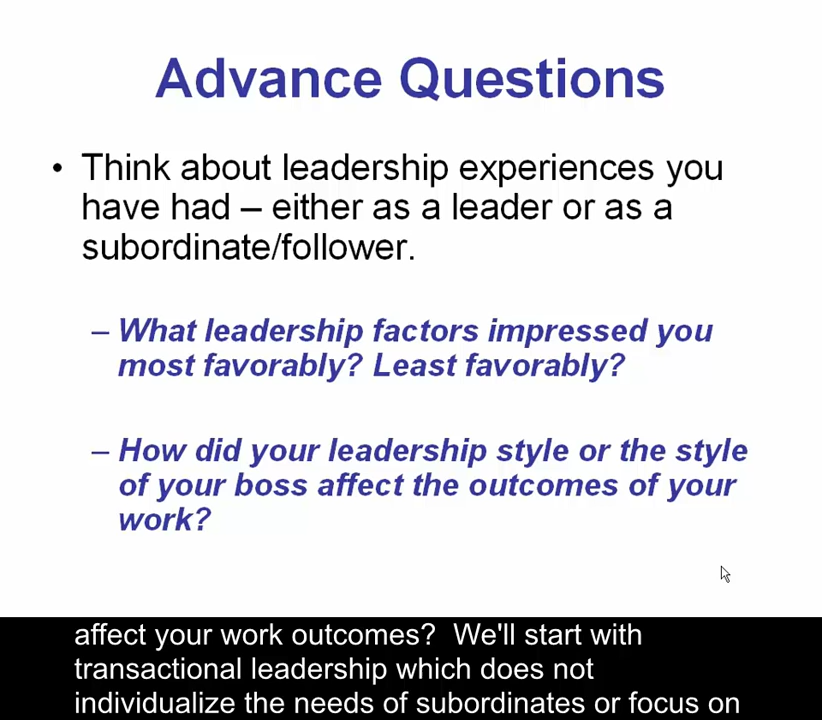 Advance Questions
• Think about leadership experiences you
have had – either as a leader or as a
subordinate/follower.
– What leadership factors impressed you
most favorably? Least favorably?
– How did your leadership style or the style
of your boss affect the outcomes of your
work?
affect your work outcomes?  We'll start with
transactional leadership which does not
individualize the needs of subordinates or focus on